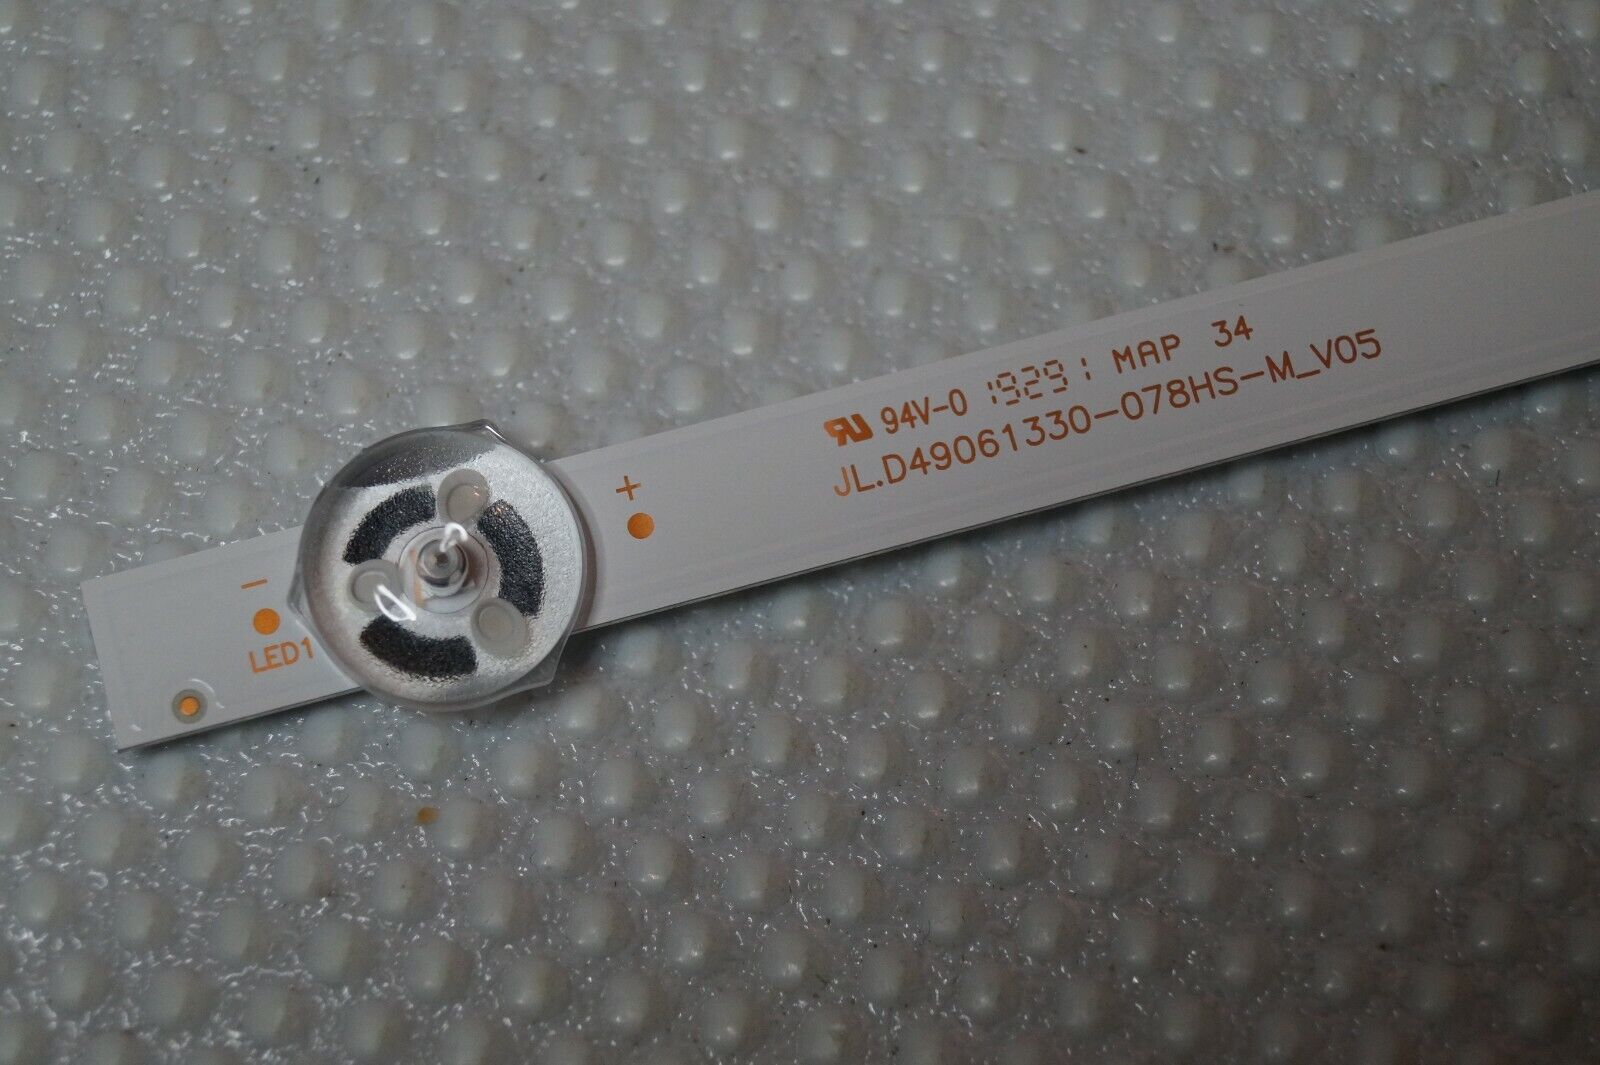 94V-0 1929 MAP 34
JL.D49061330-078HS-M_V05
+
−
LED1